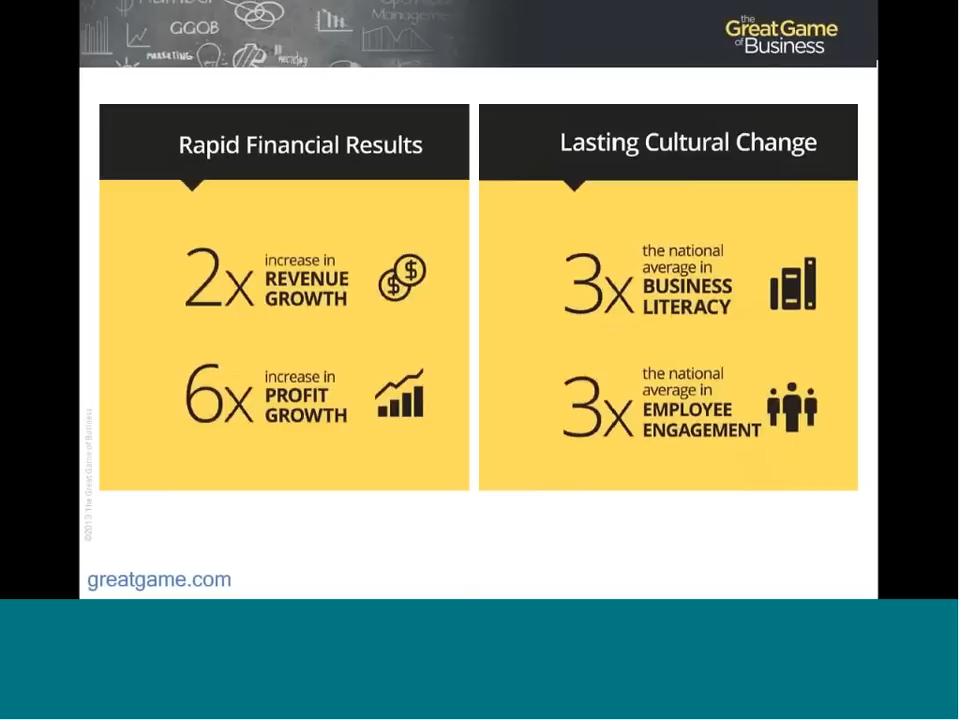 GGOB
MARKETING
the
Great Game
of Business
Rapid Financial Results
2x
increase in
REVENUE
GROWTH
6x
increase in
PROFIT
GROWTH
Lasting Cultural Change
3x
the national
average in
BUSINESS
LITERACY
3x
the national
average in
EMPLOYEE
ENGAGEMENT
©2013 The Great Game of Business
greatgame.com